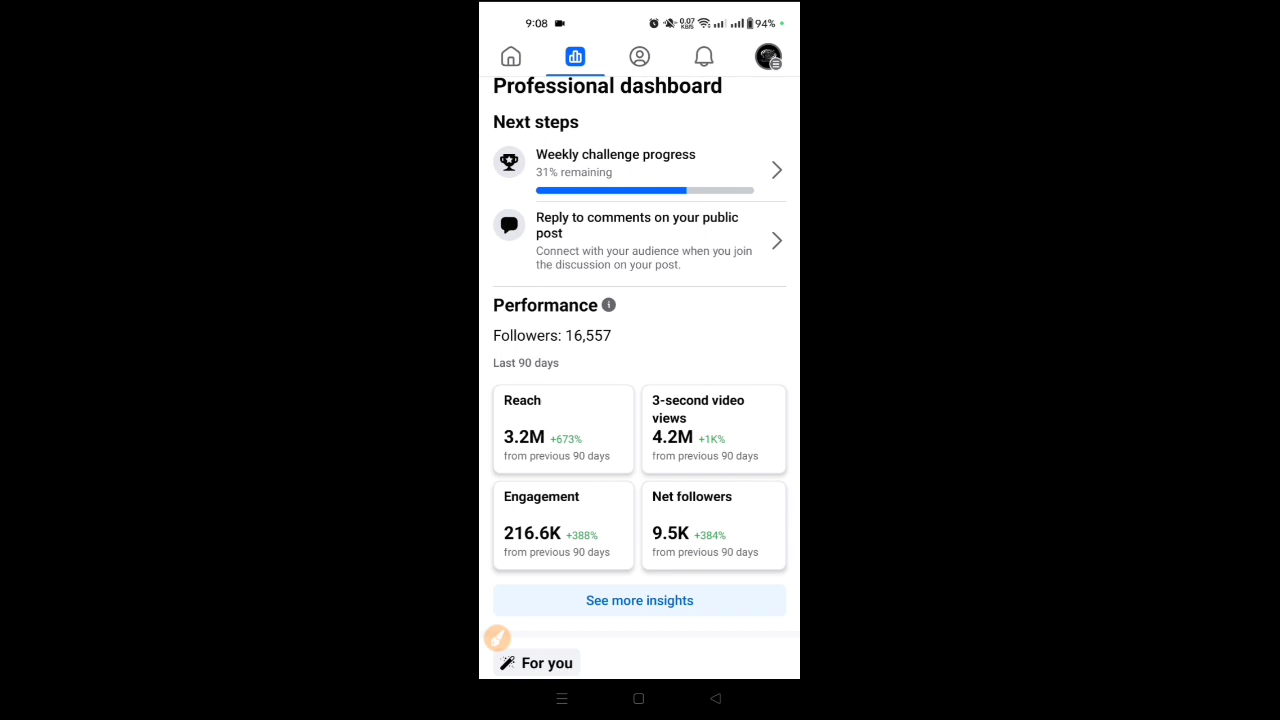 9:08 0.07 KB/S 94%
Professional dashboard
Next steps
Weekly challenge progress
31% remaining
Reply to comments on your public
post
Connect with your audience when you join
the discussion on your post.
Performance
Followers: 16,557
Last 90 days
Reach
3.2M +673%
from previous 90 days
3-second video
views
4.2M +1K%
from previous 90 days
Engagement
216.6K +388%
from previous 90 days
Net followers
9.5K +384%
from previous 90 days
See more insights
For you